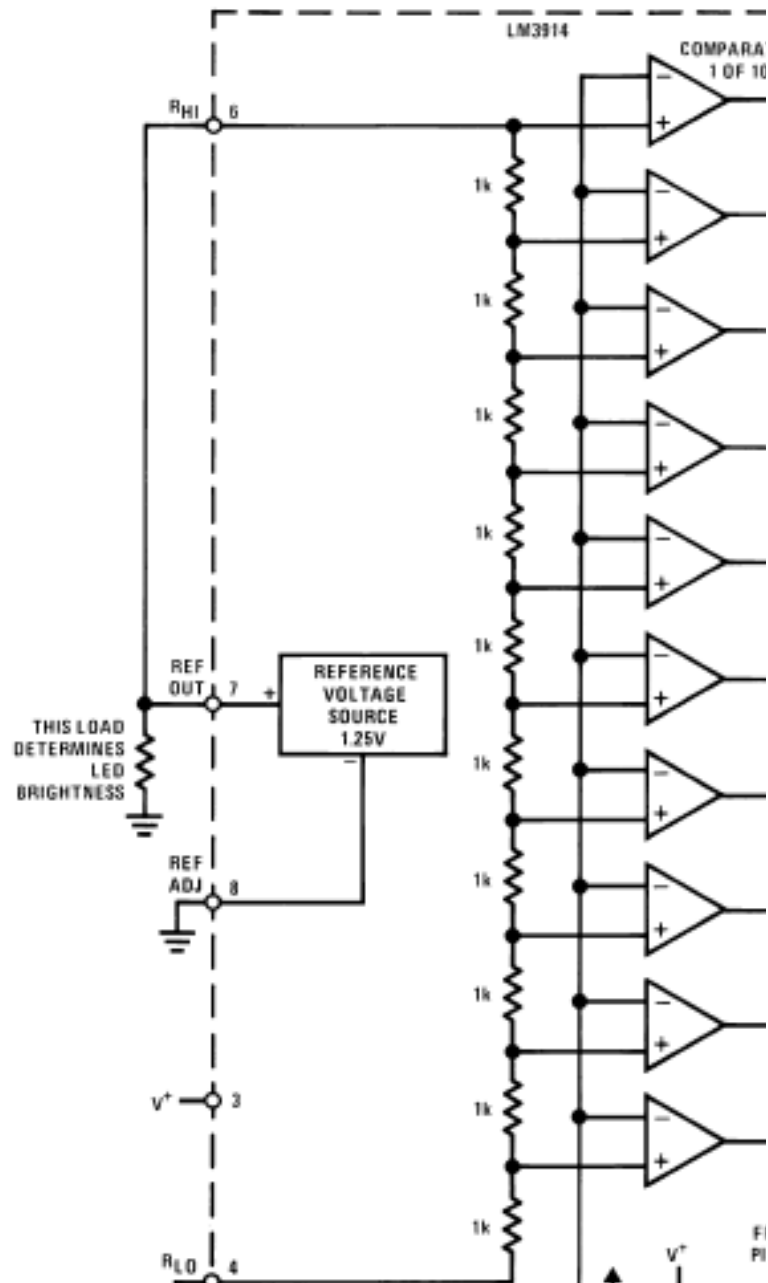 LM3914
COMPARA
1 OF 10
RHI 6
1k
1k
1k
1k
1k
1k
1k
1k
1k
1k
REF
OUT 7
+
REFERENCE
VOLTAGE
SOURCE
1.25V
−
THIS LOAD
DETERMINES
LED
BRIGHTNESS
REF
ADJ 8
V+ 3
RLO 4
− +
− +
− +
− +
− +
− +
− +
− +
− +
− +
V+